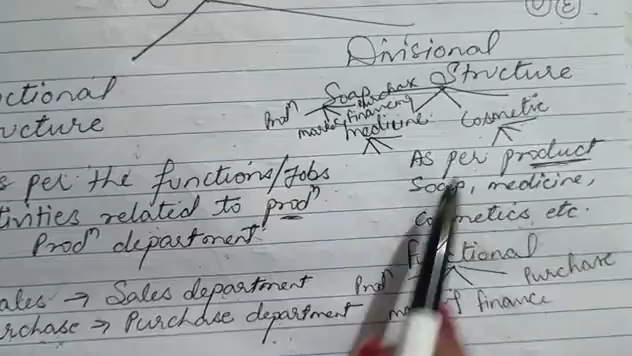 Divisional
Structure
ctional
ucture
Soap
Purchase
Prodn
marke
financing
medicine
Cosmetic
s per the functions/Jobs
tivities related to prodn
Prodn department
As per product
Soap, medicine,
Cosmetics etc.
Functional
ales → Sales department
rchase → Purchase department
Prodn
Purchase
finance